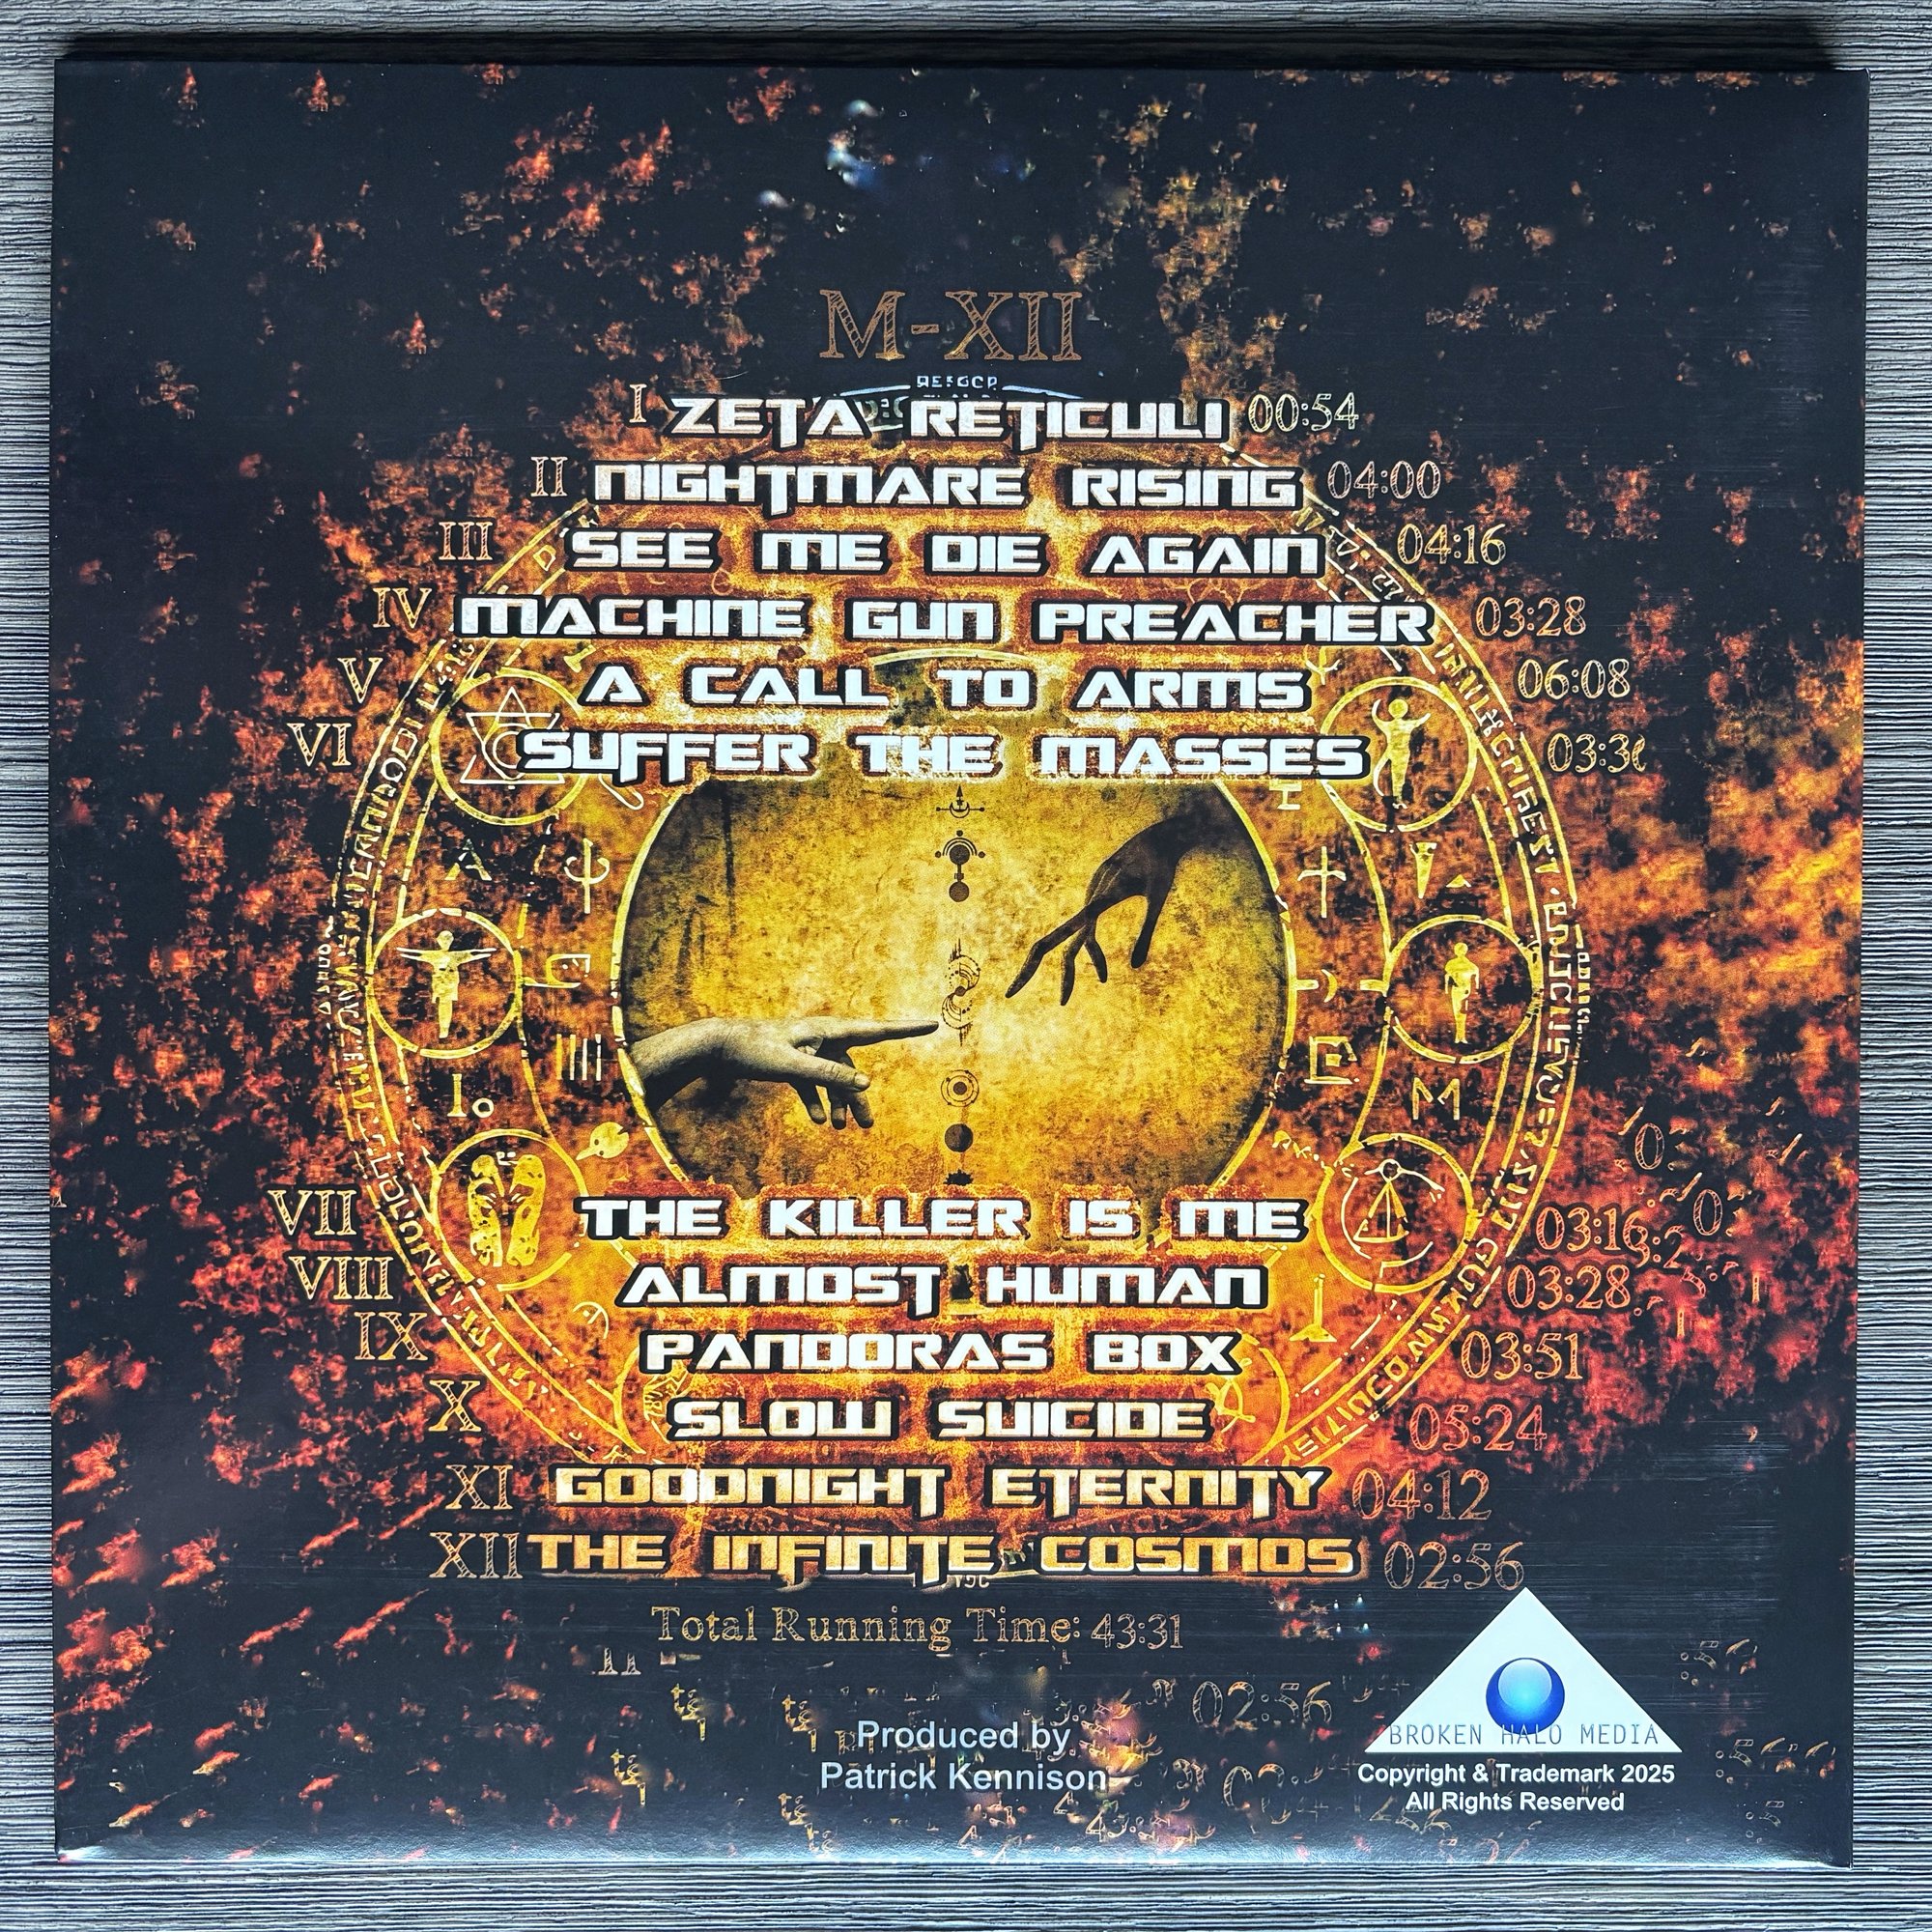 M-XII
I ZETA RETICULI 00:54
II NIGHTMARE RISING 04:00
III SEE ME DIE AGAIN 04:16
IV MACHINE GUN PREACHER 03:28
V A CALL TO ARMS 06:08
VI SUFFER THE MASSES
VII THE KILLER IS ME 03:16
VIII ALMOST HUMAN 03:28
IX PANDORAS BOX 03:51
X SLOW SUICIDE 05:24
XI GOODNIGHT ETERNITY 04:12
XII THE INFINITE COSMOS 02:56
Total Running Time: 43:31
02:56
Produced by
Patrick Kennison
BROKEN HALO MEDIA
Copyright & Trademark 2025
All Rights Reserved